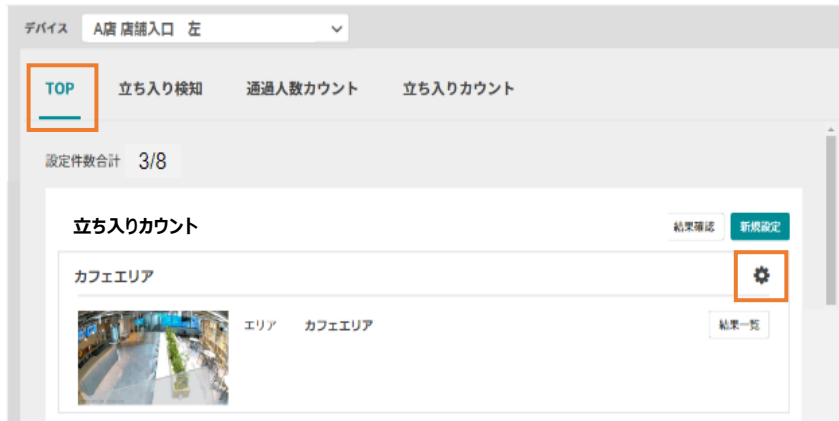 デバイス A店 店舗入口 左
TOP 立ち入り検知 通過人数カウント 立ち入りカウント
設定件数合計 3/8
立ち入りカウント 結果確認 新規設定
カフェエリア
エリア カフェエリア 結果一覧